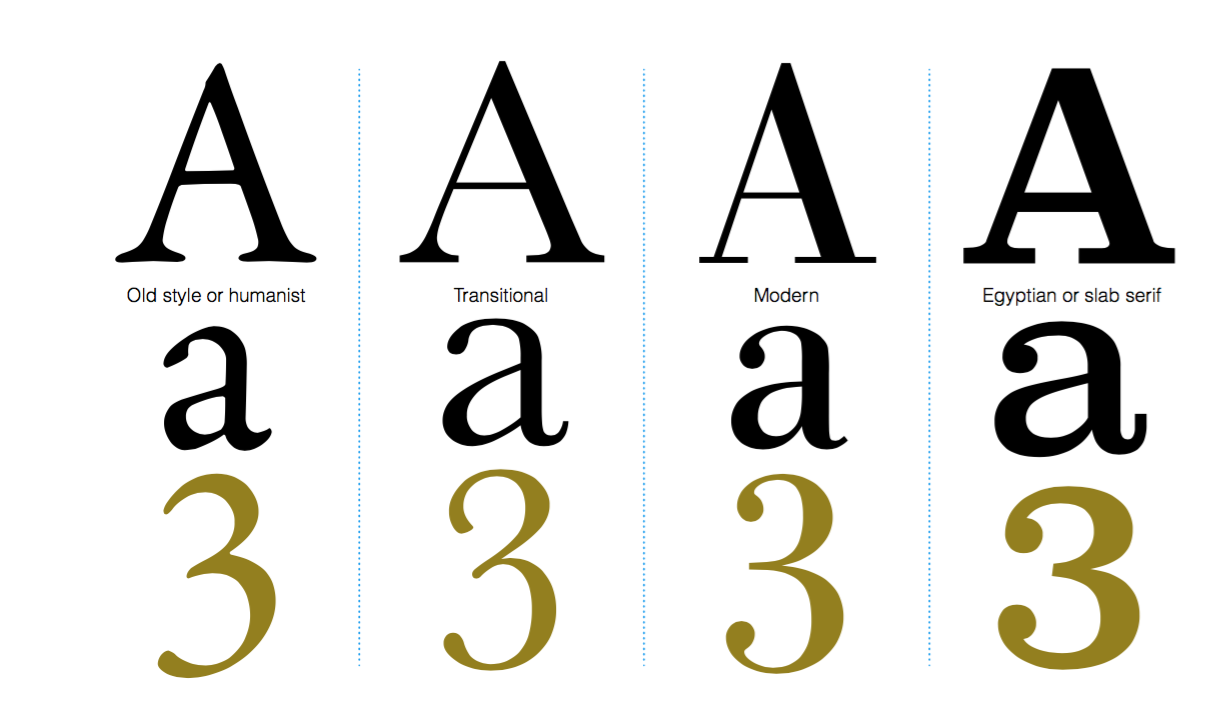 A A A A
Old style or humanist Transitional Modern Egyptian or slab serif
a a a a
3 3 3 3